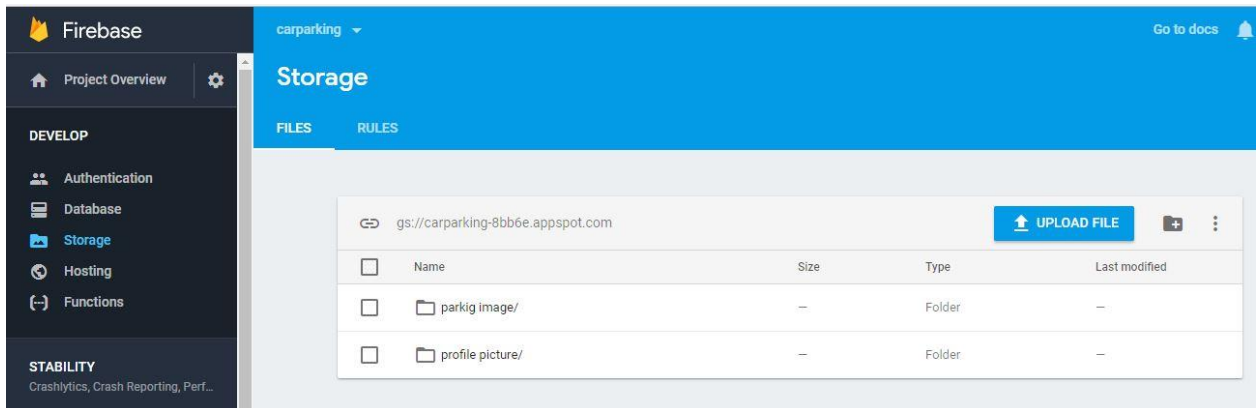 Firebase
carparking
Go to docs
Project Overview
Storage
DEVELOP
FILES RULES
Authentication
Database
Storage
Hosting
Functions
gs://carparking-8bb6e.appspot.com
UPLOAD FILE
Name Size Type Last modified
parkig image/ — Folder —
profile picture/ — Folder —
STABILITY
Crashlytics, Crash Reporting, Perf...